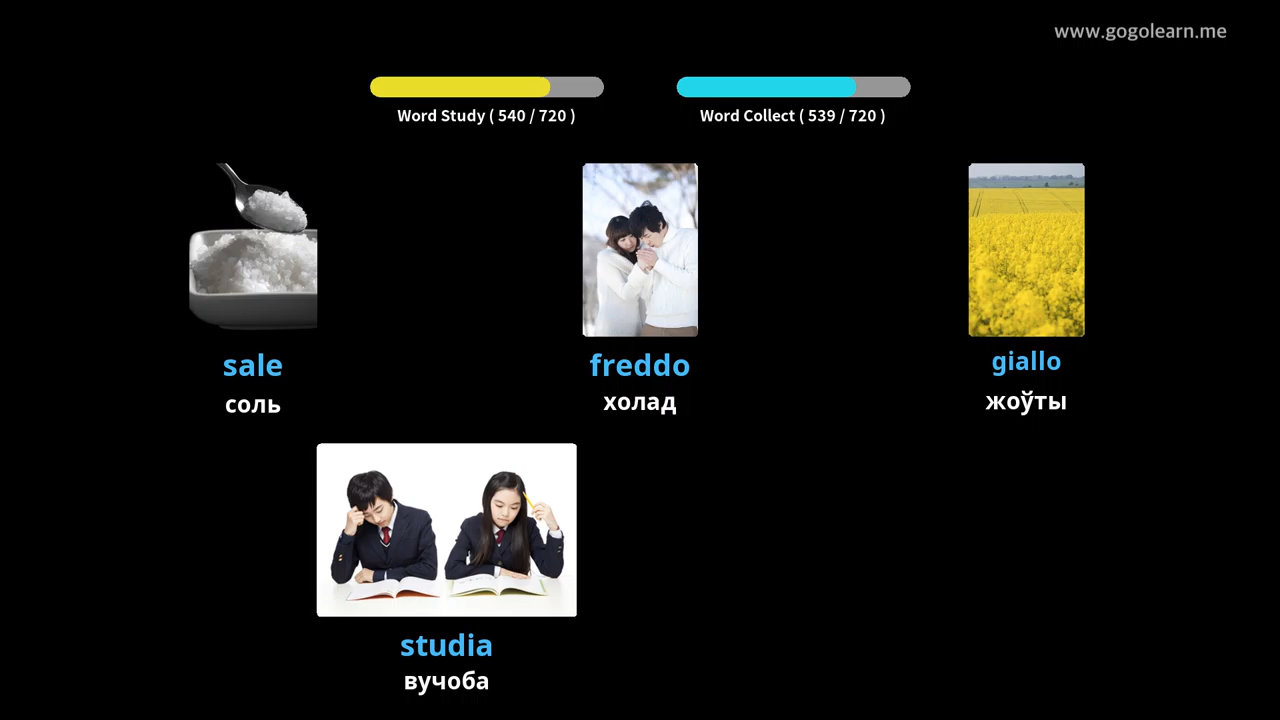 www.gogolearn.me
Word Study ( 540 / 720 )
Word Collect ( 539 / 720 )
sale
соль
freddo
холад
giallo
жоўты
studia
вучоба